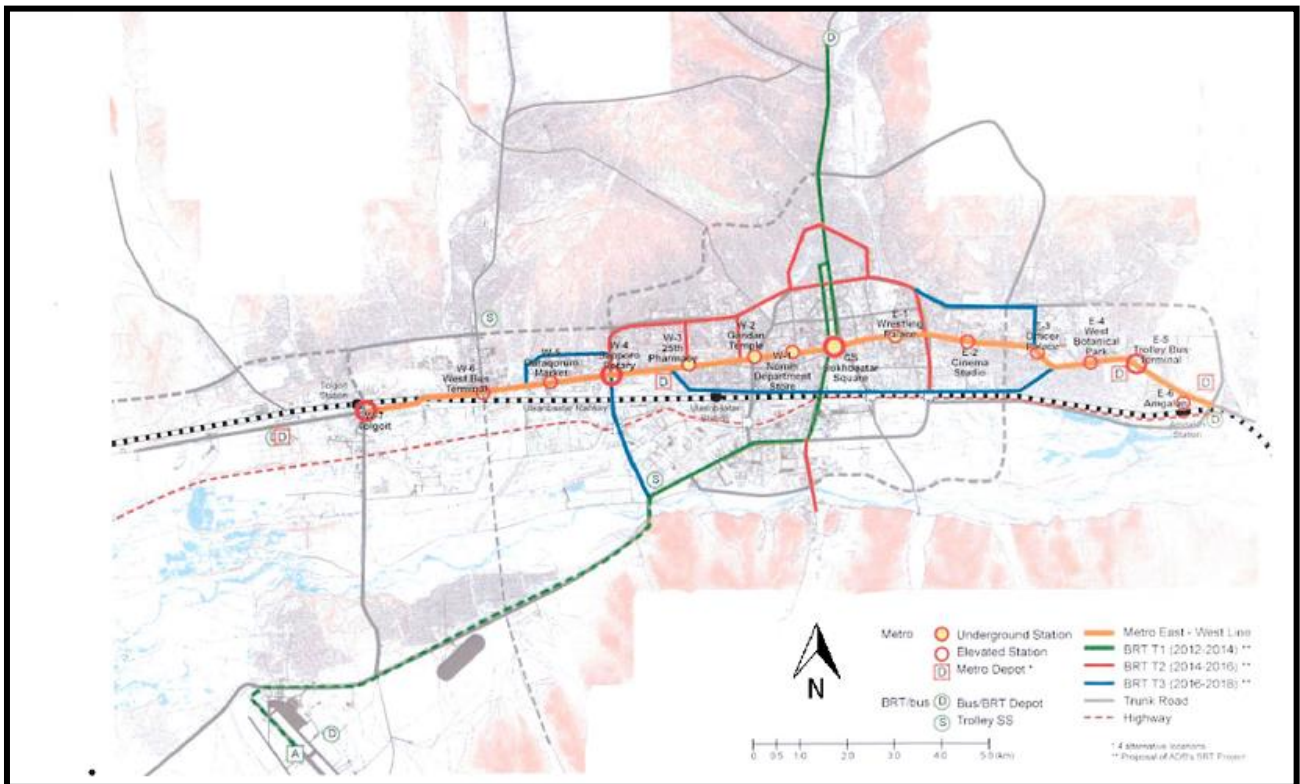 D
S
W-2
Gandan
Temple
E-1
Wrestling
Palace
W-3
25th
Pharmacy
W-4
Sapporo
Rotary
W-5
Market
W-6
West Bus
Terminal
W-1
Nomin
Department
Store
CS
Sukhbaatar
Square
E-2
Cinema
Studio
E-3
Officer
Palace
E-4
West
Botanical
Park
E-5
Trolley Bus
Terminal
E-6
Amgalan
Station
Tolgoit
Station
W-7
Tolgoit
Ulaanbaatar Railway
Ulaanbaatar
Station
D
D
D
D
D
D
S
D
A
N
Metro
Underground Station
Elevated Station
D Metro Depot *
BRT/bus
D Bus/BRT Depot
S Trolley SS
Metro East - West Line
BRT T1 (2012-2014) **
BRT T2 (2014-2016) **
BRT T3 (2016-2018) **
Trunk Road
Highway
0 0.5 1.0 2.0 3.0 4.0 5.0 (km)
* 4 alternative locations
** Proposal of ADB's BRT Project